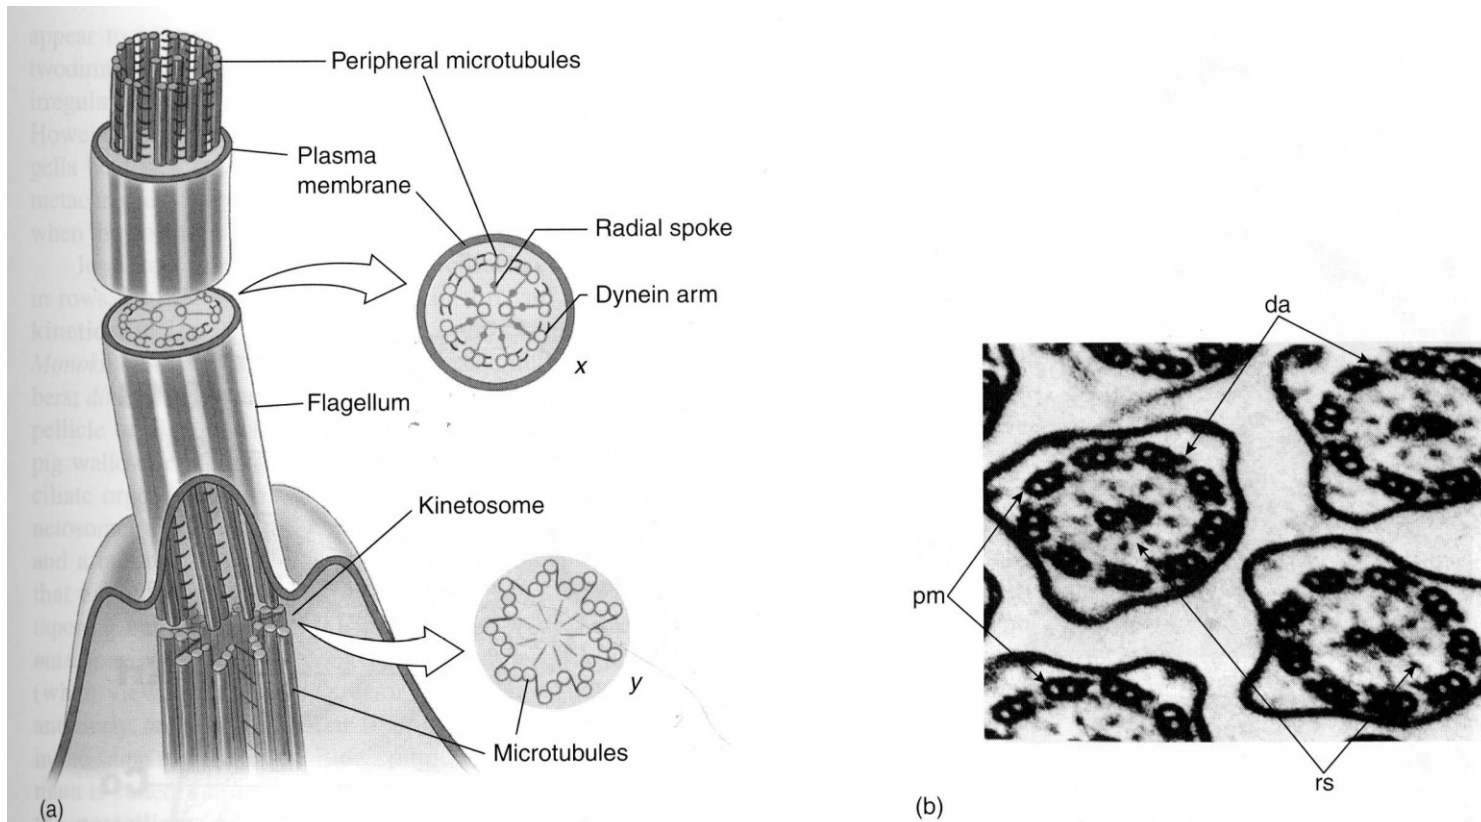 Peripheral microtubules
Plasma
membrane
Radial spoke
Dynein arm
x
Flagellum
Kinetosome
y
Microtubules
(a)
da
pm
rs
(b)